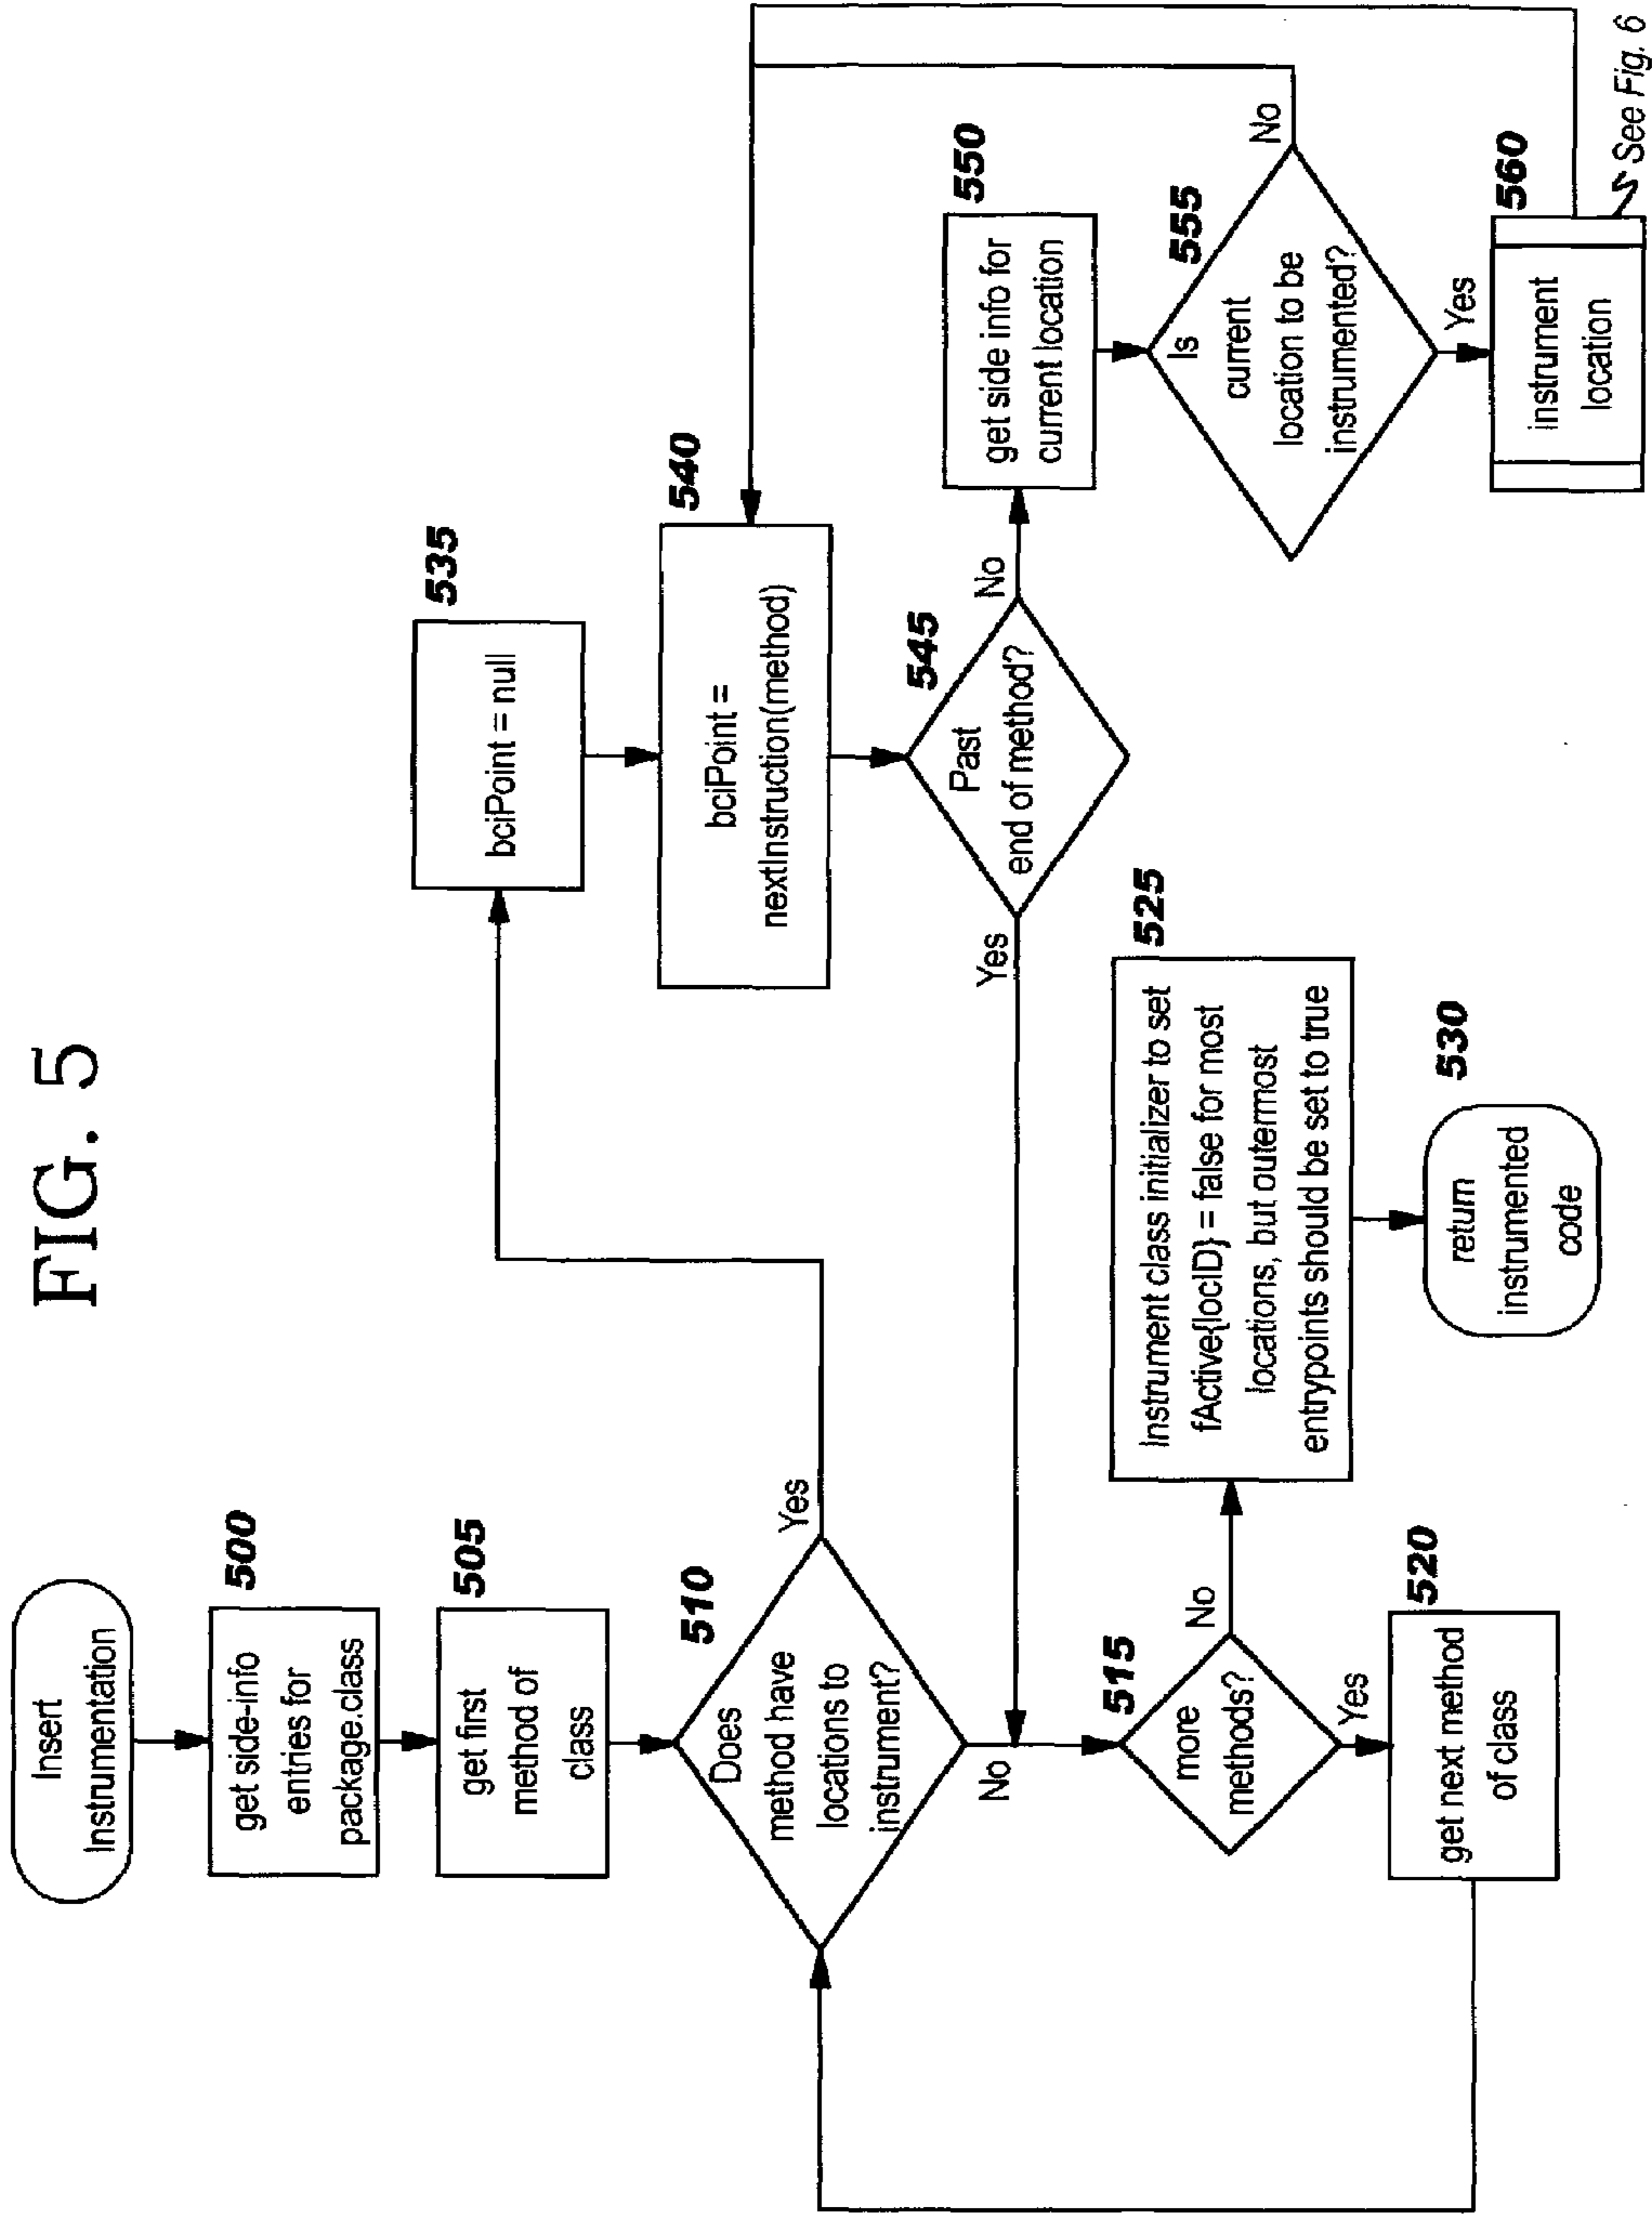 FIG. 5
Insert
Instrumentation
500
get side-info
entries for
package.class
505
get first
method of
class
510
Does
method have
locations to
instrument?
Yes
No
515
more
methods?
No
Yes
520
get next method
of class
525
Instrument class initializer to set
fActive{locID} = false for most
locations, but outermost
entrypoints should be set to true
530
return
instrumented
code
535
bciPoint = null
540
bciPoint =
nextInstruction(method)
545
Past
end of method?
Yes
No
550
get side info for
current location
555
Is
current
location to be
instrumented?
No
Yes
560
instrument
location
See Fig. 6